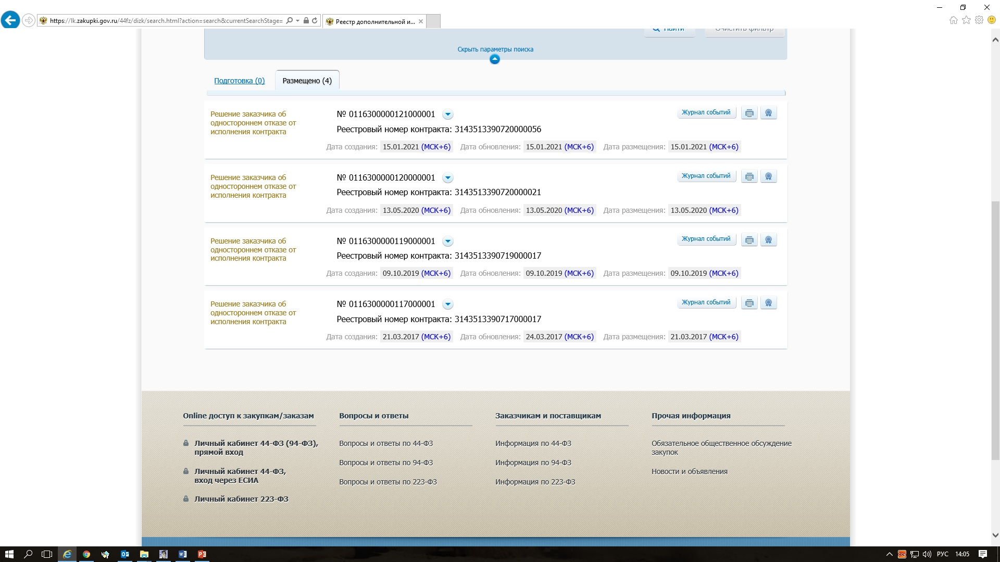 https://lk.zakupki.gov.ru/44fz/dizk/search.html?action=search&currentSearchStage=
Реестр дополнительной и...
Найти
Очистить фильтр
Скрыть параметры поиска
Подготовка (0)
Размещено (4)
Решение заказчика об
одностороннем отказе от
исполнения контракта
№ 0116300000121000001
Журнал событий
Реестровый номер контракта: 3143513390720000056
Дата создания: 15.01.2021 (МСК+6) Дата обновления: 15.01.2021 (МСК+6) Дата размещения: 15.01.2021 (МСК+6)
Решение заказчика об
одностороннем отказе от
исполнения контракта
№ 0116300000120000001
Журнал событий
Реестровый номер контракта: 3143513390720000021
Дата создания: 13.05.2020 (МСК+6) Дата обновления: 13.05.2020 (МСК+6) Дата размещения: 13.05.2020 (МСК+6)
Решение заказчика об
одностороннем отказе от
исполнения контракта
№ 0116300000119000001
Журнал событий
Реестровый номер контракта: 3143513390719000017
Дата создания: 09.10.2019 (МСК+6) Дата обновления: 09.10.2019 (МСК+6) Дата размещения: 09.10.2019 (МСК+6)
Решение заказчика об
одностороннем отказе от
исполнения контракта
№ 0116300000117000001
Журнал событий
Реестровый номер контракта: 3143513390717000017
Дата создания: 21.03.2017 (МСК+6) Дата обновления: 24.03.2017 (МСК+6) Дата размещения: 21.03.2017 (МСК+6)
Online доступ к закупкам/заказам
Личный кабинет 44-ФЗ (94-ФЗ),
прямой вход
Личный кабинет 44-ФЗ,
вход через ЕСИА
Личный кабинет 223-ФЗ
Вопросы и ответы
Вопросы и ответы по 44-ФЗ
Вопросы и ответы по 94-ФЗ
Вопросы и ответы по 223-ФЗ
Заказчикам и поставщикам
Информация по 44-ФЗ
Информация по 94-ФЗ
Информация по 223-ФЗ
Прочая информация
Обязательное общественное обсуждение
закупок
Новости и объявления
РУС
14:05